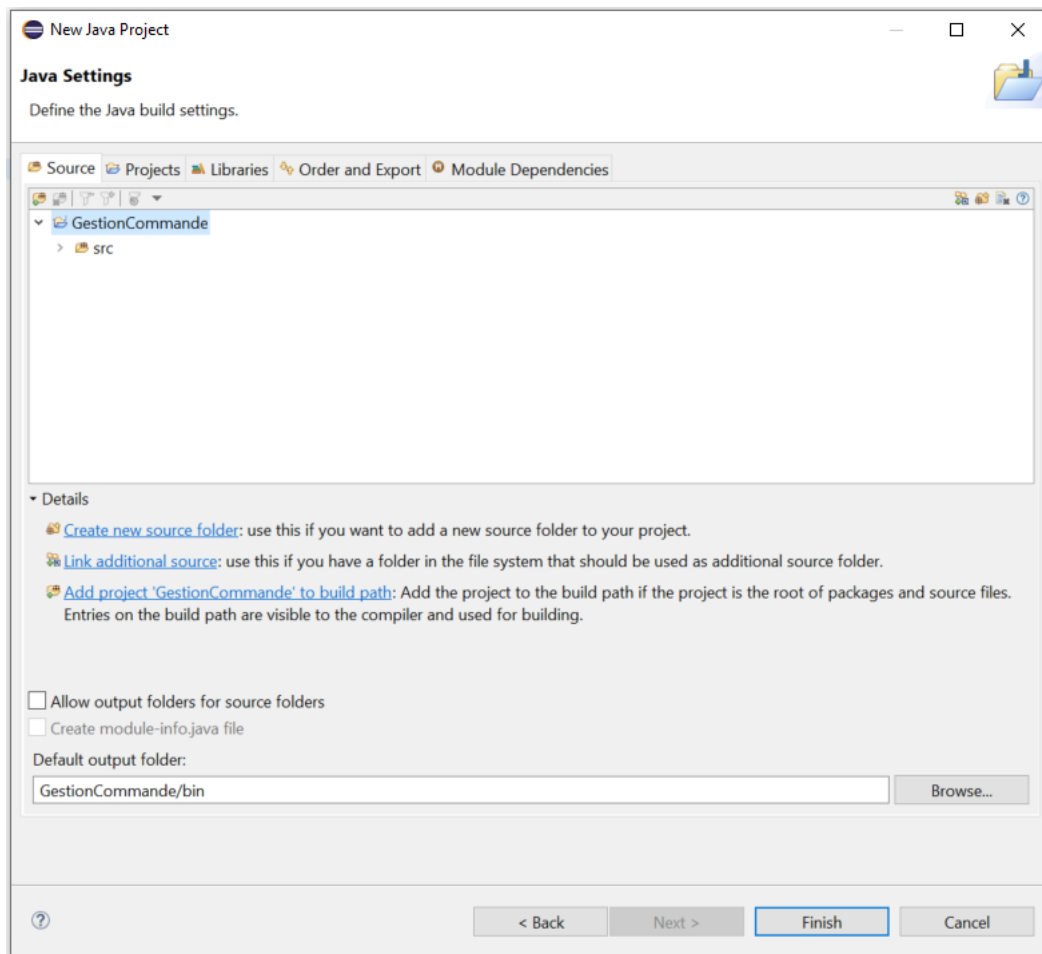 New Java Project
Java Settings
Define the Java build settings.
Source Projects Libraries Order and Export Module Dependencies
GestionCommande
src
Details
Create new source folder: use this if you want to add a new source folder to your project.
Link additional source: use this if you have a folder in the file system that should be used as additional source folder.
Add project 'GestionCommande' to build path: Add the project to the build path if the project is the root of packages and source files.
Entries on the build path are visible to the compiler and used for building.
Allow output folders for source folders
Create module-info.java file
Default output folder:
GestionCommande/bin
Browse...
< Back
Next >
Finish
Cancel